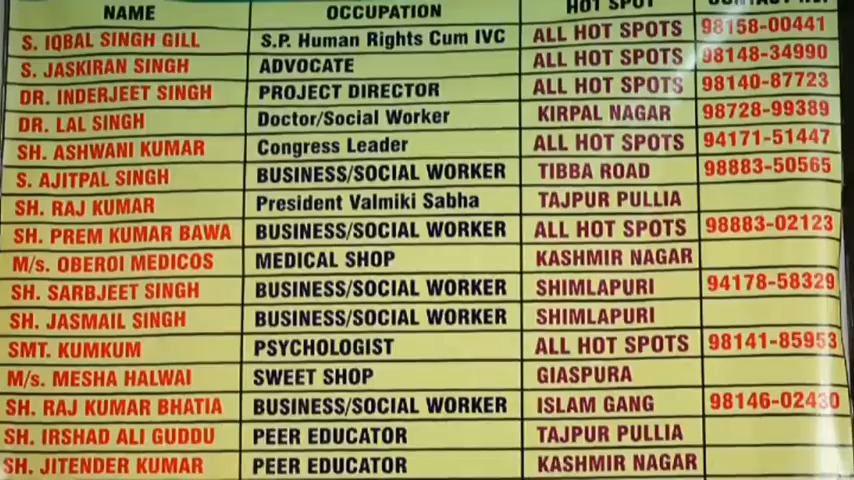 NAME OCCUPATION HOT SPOT
S. IQBAL SINGH GILL S.P. Human Rights Cum IVC ALL HOT SPOTS 98158-00441
S. JASKIRAN SINGH ADVOCATE ALL HOT SPOTS 98148-34990
DR. INDERJEET SINGH PROJECT DIRECTOR ALL HOT SPOTS 98140-87723
DR. LAL SINGH Doctor/Social Worker KIRPAL NAGAR 98728-99389
SH. ASHWANI KUMAR Congress Leader ALL HOT SPOTS 94171-51447
S. AJITPAL SINGH BUSINESS/SOCIAL WORKER TIBBA ROAD 98883-50565
SH. RAJ KUMAR President Valmiki Sabha TAJPUR PULLIA
SH. PREM KUMAR BAWA BUSINESS/SOCIAL WORKER ALL HOT SPOTS 98883-02123
M/s. OBEROI MEDICOS MEDICAL SHOP KASHMIR NAGAR
SH. SARBJEET SINGH BUSINESS/SOCIAL WORKER SHIMLAPURI 94178-58329
SH. JASMAIL SINGH BUSINESS/SOCIAL WORKER SHIMLAPURI
SMT. KUMKUM PSYCHOLOGIST ALL HOT SPOTS 98141-85953
M/s. MESHA HALWAI SWEET SHOP GIASPURA
SH. RAJ KUMAR BHATIA BUSINESS/SOCIAL WORKER ISLAM GANG 98146-02430
SH. IRSHAD ALI GUDDU PEER EDUCATOR TAJPUR PULLIA
SH. JITENDER KUMAR PEER EDUCATOR KASHMIR NAGAR